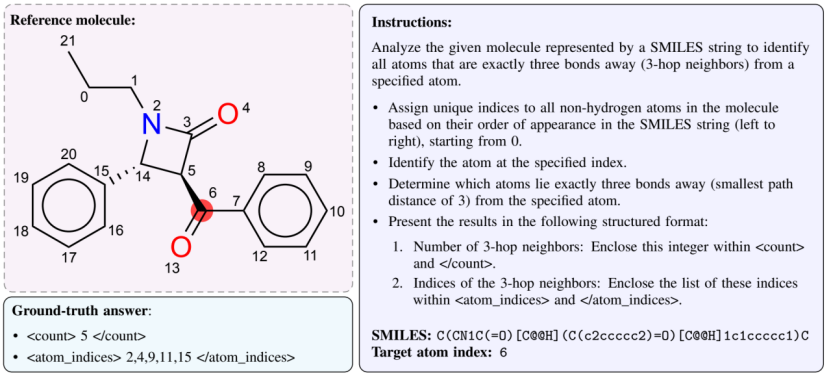 Reference molecule:
21
1
0
2
N
3
O
4
20
15
14
5
8
9
19
6
7
10
18
16
O
17
13
12
11
Ground-truth answer:
• <count> 5 </count>
• <atom_indices> 2,4,9,11,15 </atom_indices>
Instructions:
Analyze the given molecule represented by a SMILES string to identify
all atoms that are exactly three bonds away (3-hop neighbors) from a
specified atom.
• Assign unique indices to all non-hydrogen atoms in the molecule
based on their order of appearance in the SMILES string (left to
right), starting from 0.
• Identify the atom at the specified index.
• Determine which atoms lie exactly three bonds away (smallest path
distance of 3) from the specified atom.
• Present the results in the following structured format:
1. Number of 3-hop neighbors: Enclose this integer within <count>
and </count>.
2. Indices of the 3-hop neighbors: Enclose the list of these indices
within <atom_indices> and </atom_indices>.
SMILES: C(CN1C(=O)[C@@H](C(c2ccccc2)=O)[C@@H]1c1ccccc1)C
Target atom index: 6